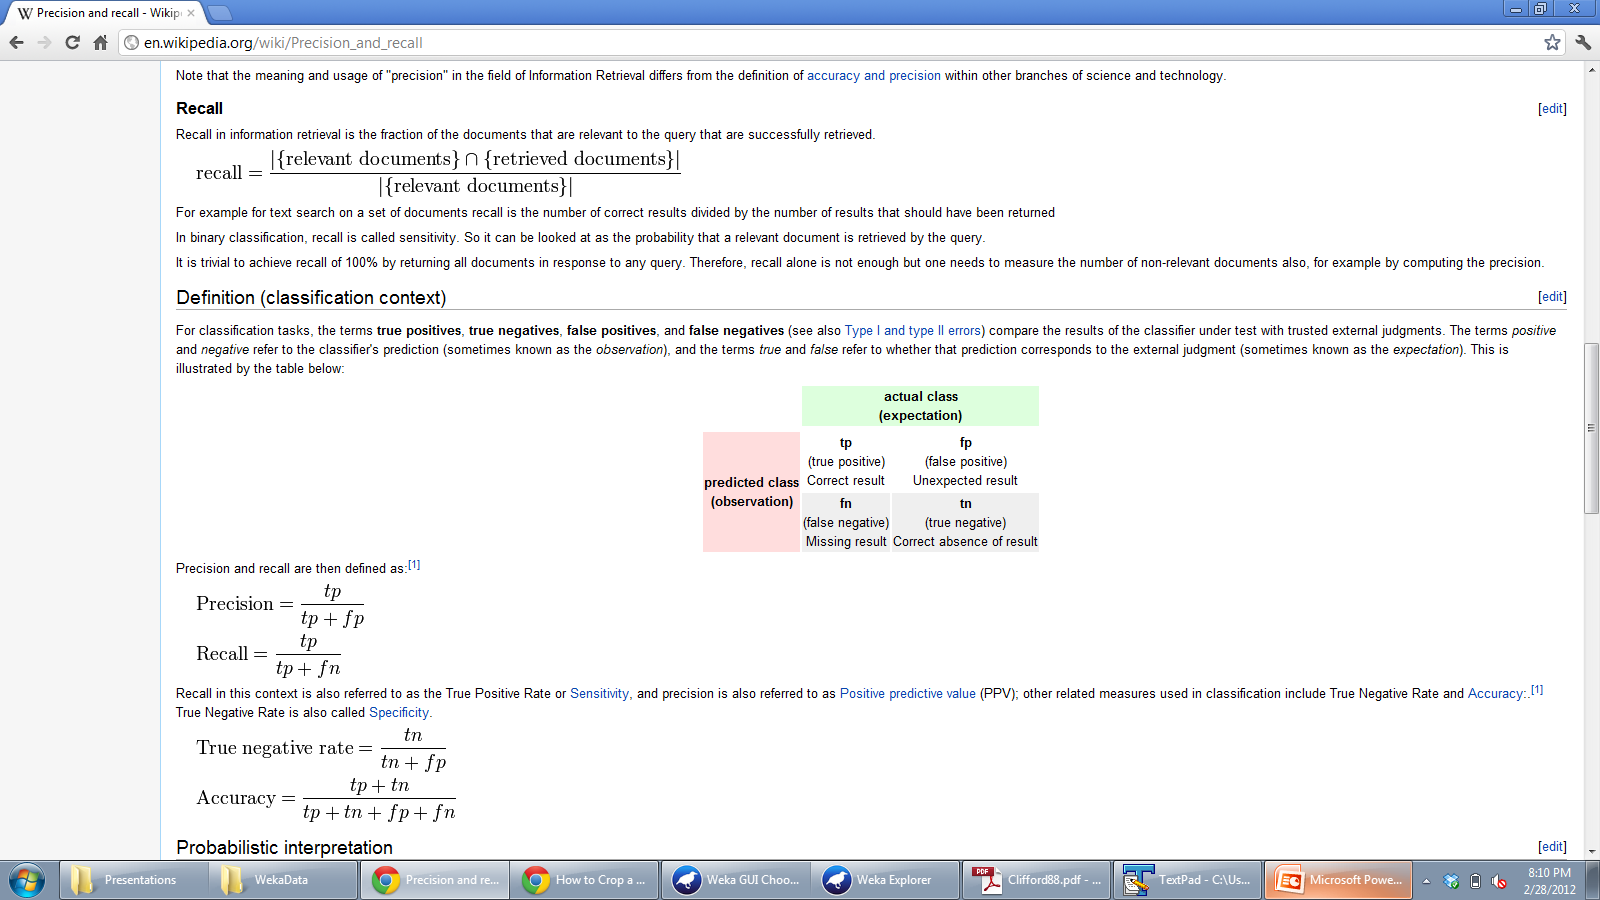 Precision and recall - Wikip
en.wikipedia.org/wiki/Precision_and_recall
Note that the meaning and usage of "precision" in the field of Information Retrieval differs from the definition of accuracy and precision within other branches of science and technology.
Recall [edit]
Recall in information retrieval is the fraction of the documents that are relevant to the query that are successfully retrieved.
recall = |{relevant documents} ∩ {retrieved documents}| / |{relevant documents}|
For example for text search on a set of documents recall is the number of correct results divided by the number of results that should have been returned
In binary classification, recall is called sensitivity. So it can be looked at as the probability that a relevant document is retrieved by the query.
It is trivial to achieve recall of 100% by returning all documents in response to any query. Therefore, recall alone is not enough but one needs to measure the number of non-relevant documents also, for example by computing the precision.
Definition (classification context) [edit]
For classification tasks, the terms true positives, true negatives, false positives, and false negatives (see also Type I and type II errors) compare the results of the classifier under test with trusted external judgments. The terms positive
and negative refer to the classifier's prediction (sometimes known as the observation), and the terms true and false refer to whether that prediction corresponds to the external judgment (sometimes known as the expectation). This is
illustrated by the table below:
actual class
(expectation)
predicted class
(observation)
tp fp
(true positive) (false positive)
Correct result Unexpected result
fn tn
(false negative) (true negative)
Missing result Correct absence of result
Precision and recall are then defined as:[1]
Precision = tp / tp + fp
Recall = tp / tp + fn
Recall in this context is also referred to as the True Positive Rate or Sensitivity, and precision is also referred to as Positive predictive value (PPV); other related measures used in classification include True Negative Rate and Accuracy:.[1]
True Negative Rate is also called Specificity.
True negative rate = tn / tn + fp
Accuracy = tp + tn / tp + tn + fp + fn
Probabilistic interpretation [edit]
Presentations
WekaData
Precision and re...
How to Crop a ...
Weka GUI Choo...
Weka Explorer
PDF
Clifford88.pdf - ...
TextPad - C:\Us...
Microsoft Powe...
8:10 PM
2/28/2012